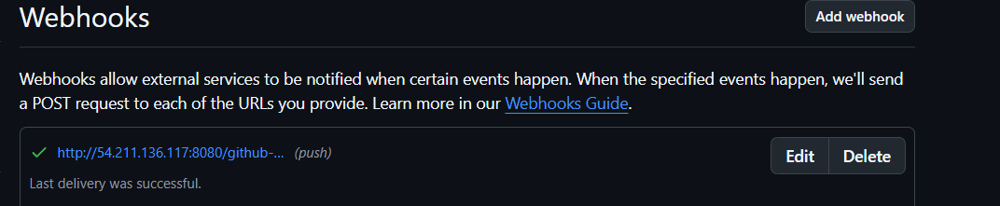 Webhooks
Add webhook
Webhooks allow external services to be notified when certain events happen. When the specified events happen, we'll send
a POST request to each of the URLs you provide. Learn more in our Webhooks Guide.
http://54.211.136.117:8080/github-... (push)
Edit
Delete
Last delivery was successful.